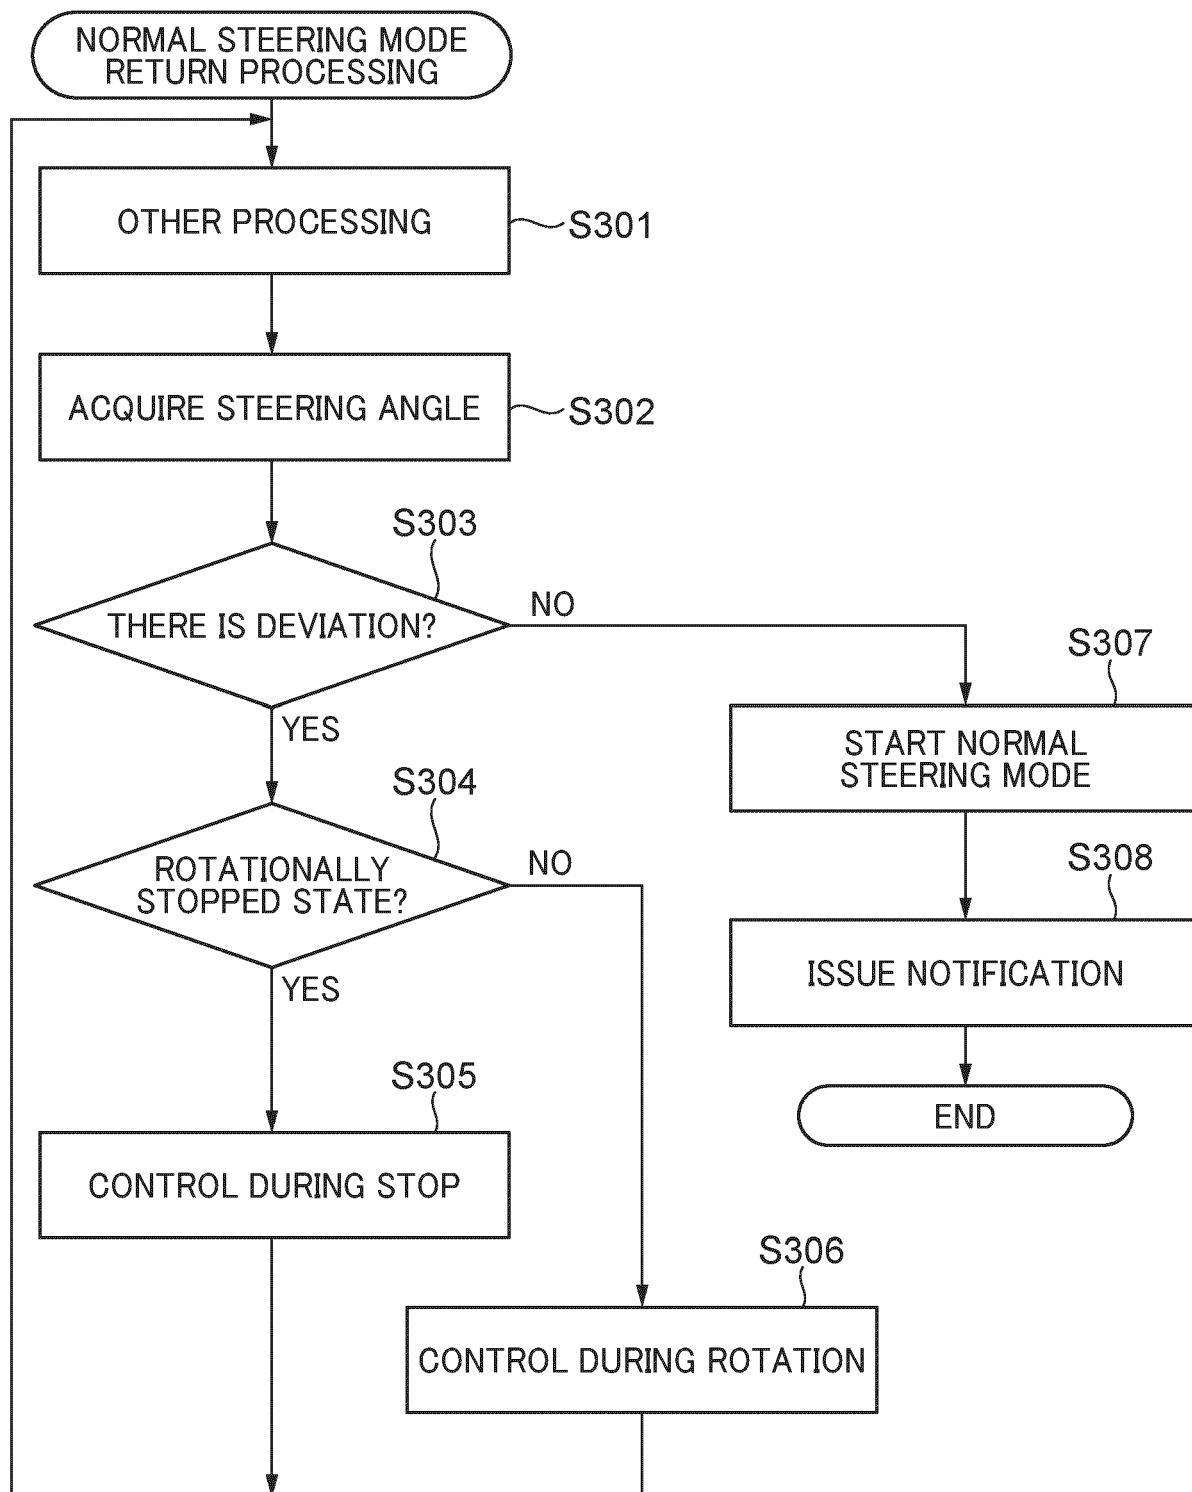 NORMAL STEERING MODE
RETURN PROCESSING
OTHER PROCESSING
S301
ACQUIRE STEERING ANGLE
S302
S303
THERE IS DEVIATION?
NO
YES
S307
START NORMAL
STEERING MODE
S304
ROTATIONALLY
STOPPED STATE?
NO
YES
S308
ISSUE NOTIFICATION
END
S305
CONTROL DURING STOP
S306
CONTROL DURING ROTATION